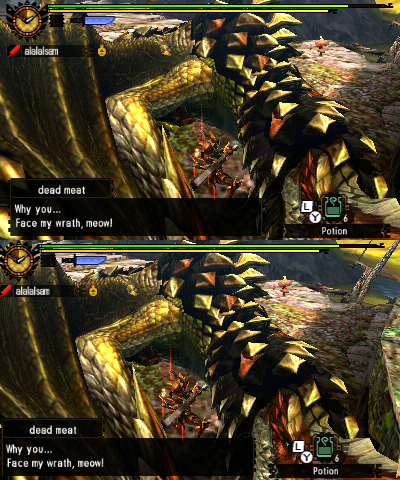 alalalsam
dead meat
Why you...
Face my wrath, meow!
L
Y
6
Potion
alalalsam
dead meat
Why you...
Face my wrath, meow!
L
Y
6
Potion